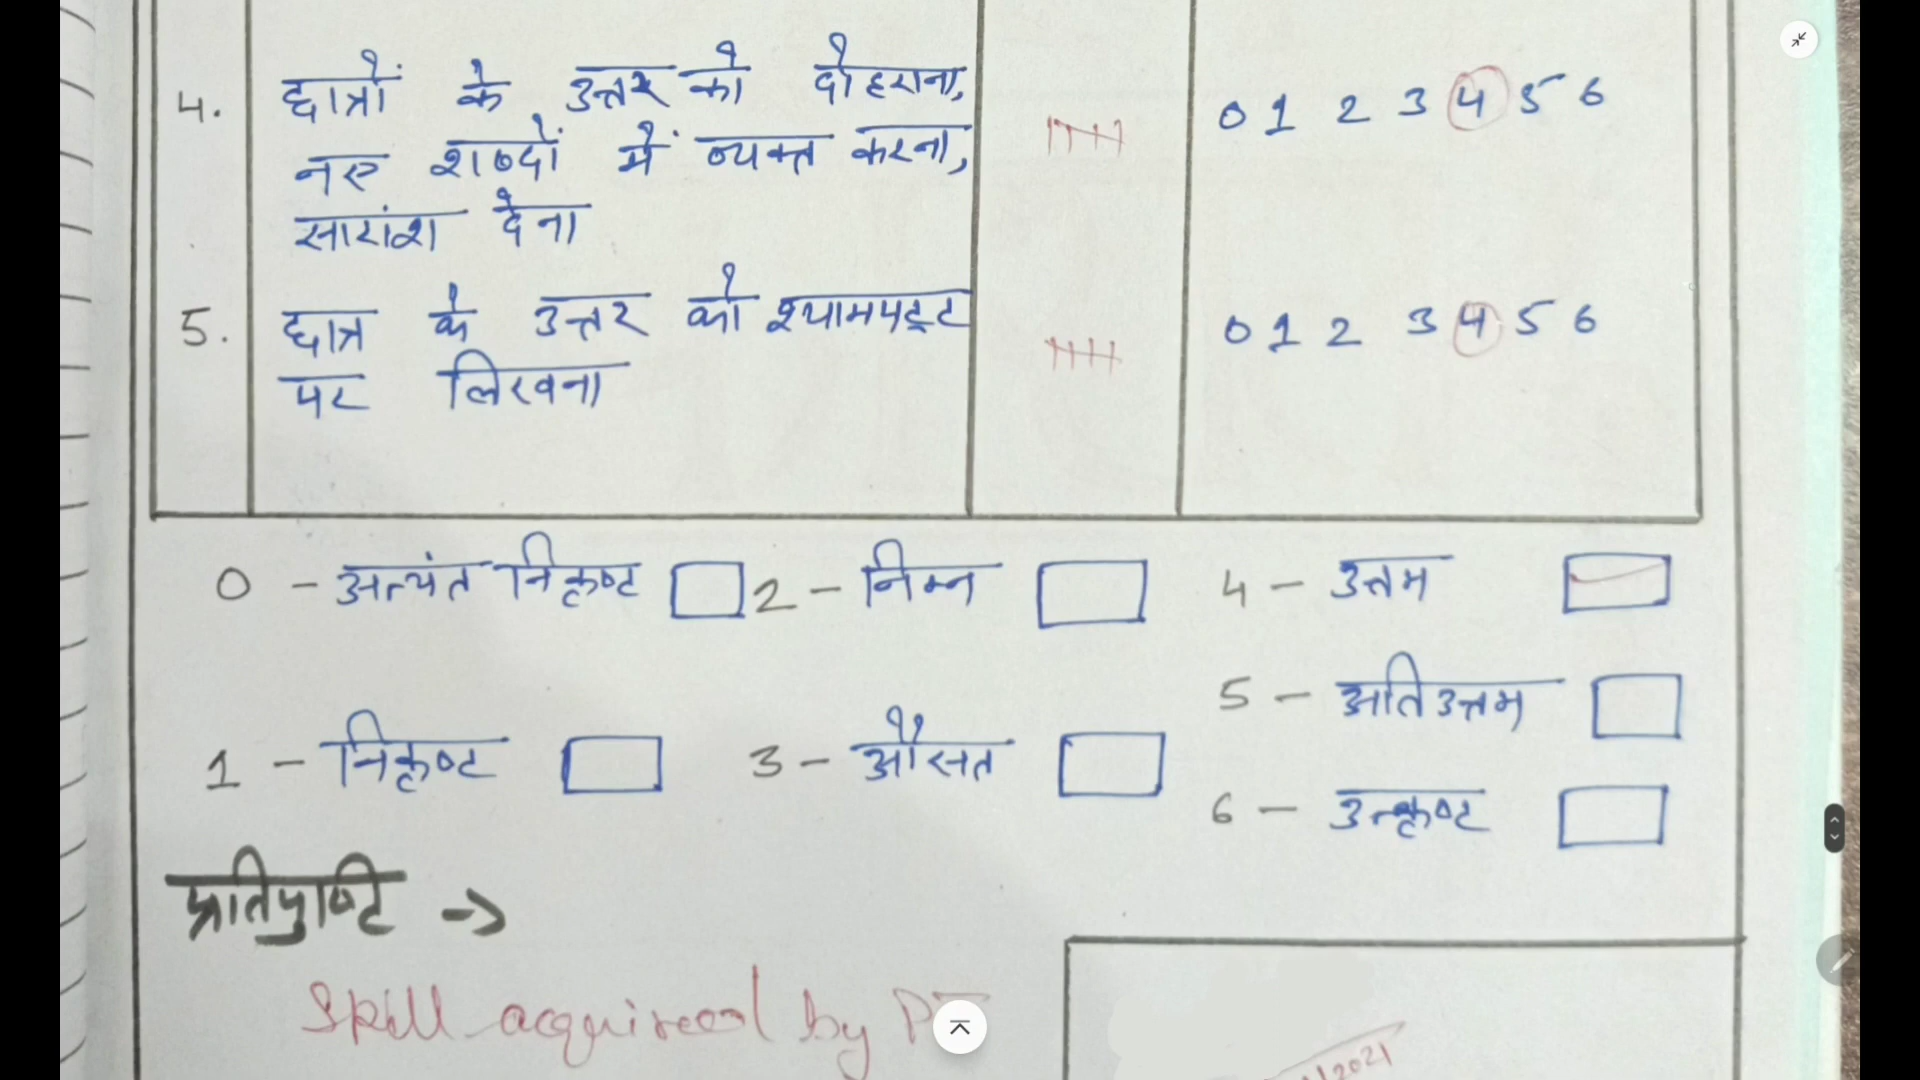 4. छात्रों के उत्तर को दोहराना, 0 1 2 3 4 5 6
नए शब्दों में व्यक्त करना,
सारांश देना
5. छात्र के उत्तर को श्यामपट्ट 0 1 2 3 4 5 6
पर लिखना
0 - अत्यंत निकृष्ट 2 - निम्न 4 - उत्तम
5 - अतिउत्तम
1 - निकृष्ट 3 - औसत
6 - उत्कृष्ट
प्रतिपुष्टि →
Skill acquired by
2021